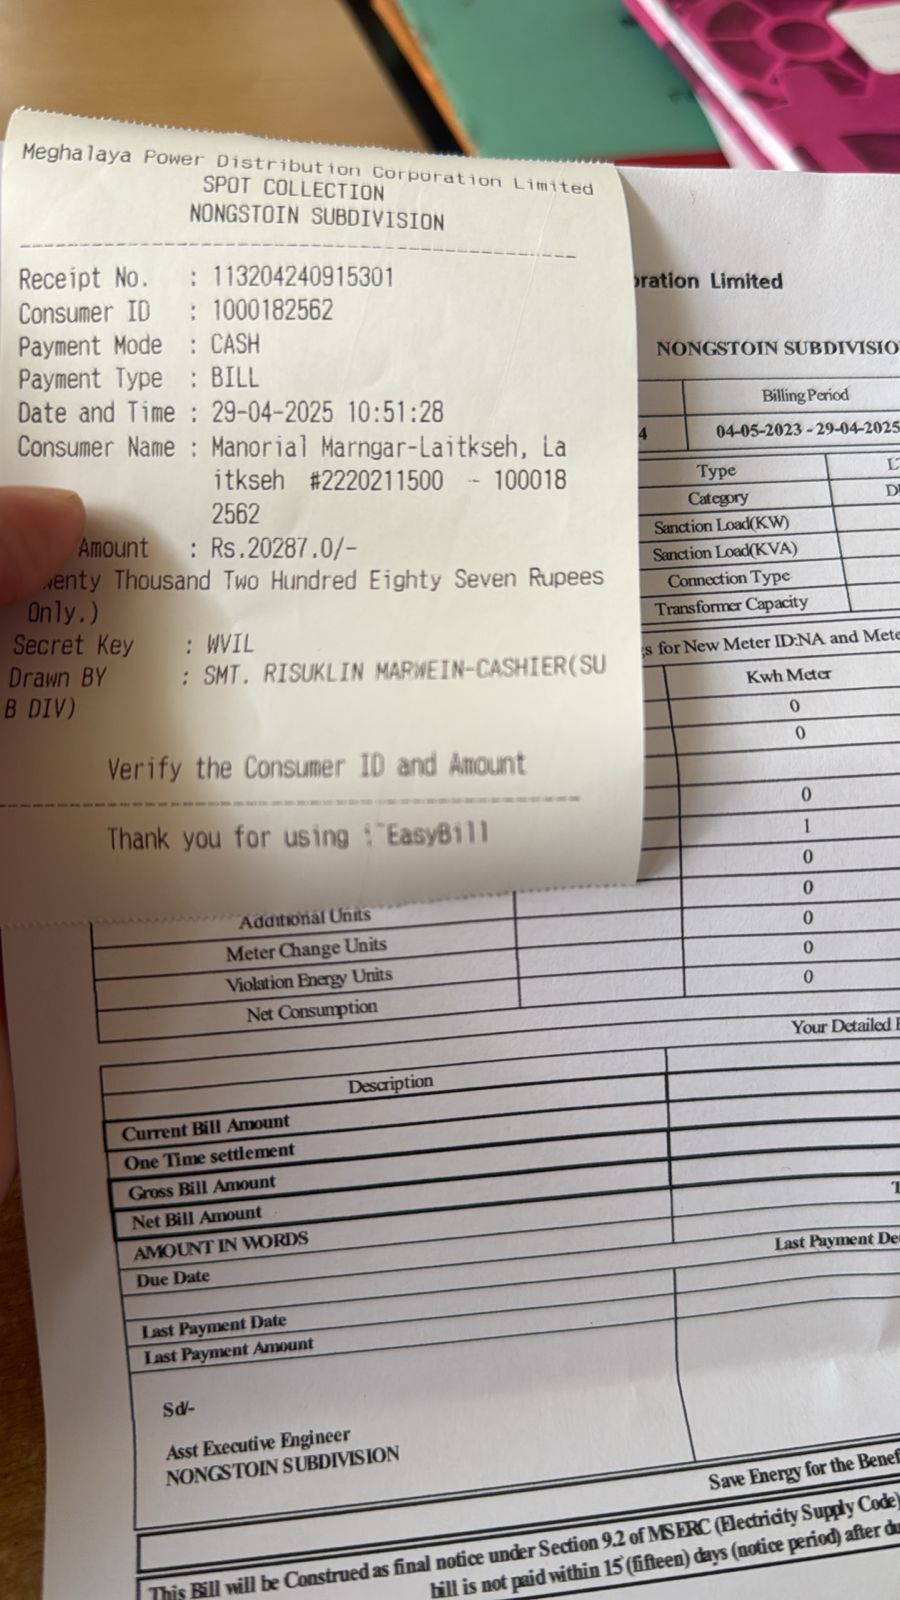 Meghalaya Power Distribution Corporation Limited
SPOT COLLECTION
NONGSTOIN SUBDIVISION
Receipt No. : 113204240915301
Consumer ID : 1000182562
Payment Mode : CASH
Payment Type : BILL
Date and Time : 29-04-2025 10:51:28
Consumer Name : Manorial Marngar-Laitkseh, La
itkseh #2220211500 - 100018
2562
Amount : Rs.20287.0/-
Thousand Two Hundred Eighty Seven Rupees
Only.)
Secret Key : WVIL
Drawn BY : SMT. RISUKLIN MARWEIN-CASHIER(SU
B DIV)
Verify the Consumer ID and Amount
Thank you for using EasyBill
Limited
NONGSTOIN
Billing Period
4 04-05-2023 - 29-04-2025
Type
Category
Sanction Load(KW)
Sanction Load(KVA)
Connection Type
Transformer Capacity
for New Meter ID:NA and
Kwh Meter
0
0
0
1
0
0
Additional Units 0
Meter Change Units 0
Violation Energy Units 0
Net Consumption
Your Detailed
Description
Current Bill Amount
One Time settlement
Gross Bill Amount
Net Bill Amount
AMOUNT IN WORDS
Due Date
Last Payment
Last Payment Date
Last Payment Amount
Sd/-
Asst Executive Engineer
NONGSTOIN SUBDIVISION
Save Energy for the
This Bill will be Construed as final notice under Section 9.2 of MSERC (Electricity Supply Code)
bill is not paid within 15 (fifteen) days (notice period) after